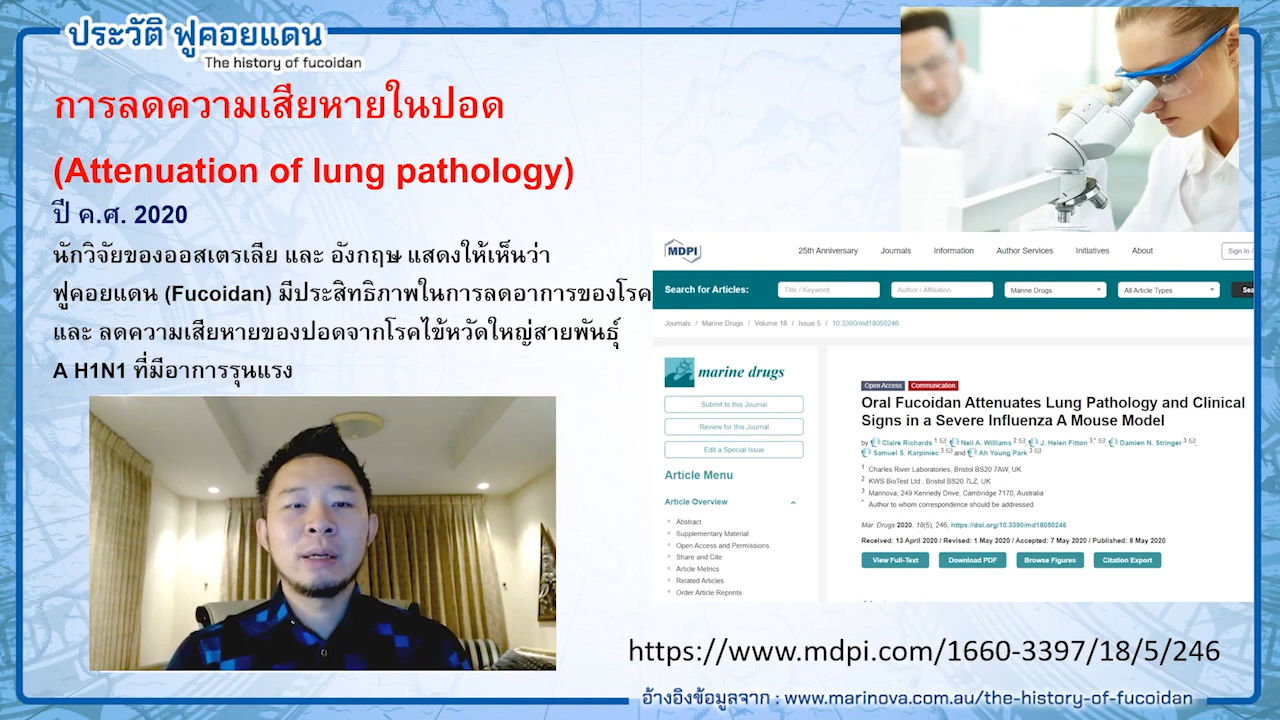 ประวัติ ฟูคอยแดน
The history of fucoidan
การลดความเสียหายในปอด
(Attenuation of lung pathology)
ปี ค.ศ. 2020
นักวิจัยของออสเตรเลีย และ อังกฤษ แสดงให้เห็นว่า
ฟูคอยแดน (Fucoidan) มีประสิทธิภาพในการลดอาการของโรค
และ ลดความเสียหายของปอดจากโรคไข้หวัดใหญ่สายพันธุ์
A H1N1 ที่มีอาการรุนแรง
MDPI
25th Anniversary Journals Information Author Services Initiatives About Sign In /
Search for Articles: Title / Keyword Author / Affiliation Marine Drugs All Article Types Sea
Journals / Marine Drugs / Volume 18 / Issue 5 / 10.3390/md18050246
marine drugs
Submit to this Journal
Review for this Journal
Edit a Special Issue
Article Menu
Article Overview
Abstract
Supplementary Material
Open Access and Permissions
Share and Cite
Article Metrics
Related Articles
Order Article Reprints
Open Access Communication
Oral Fucoidan Attenuates Lung Pathology and Clinical
Signs in a Severe Influenza A Mouse Model
by Claire Richards 1, Neil A. Williams 2, J. Helen Fitton 3,*, Damien N. Stringer 3,
Samuel S. Karpiniec 3 and Ah Young Park 3
1 Charles River Laboratories, Bristol BS20 7AW, UK
2 KWS BioTest Ltd., Bristol BS20 7LZ, UK
3 Marinova, 249 Kennedy Drive, Cambridge 7170, Australia
* Author to whom correspondence should be addressed.
Mar. Drugs 2020, 18(5), 246; https://doi.org/10.3390/md18050246
Received: 13 April 2020 / Revised: 1 May 2020 / Accepted: 7 May 2020 / Published: 8 May 2020
View Full-Text Download PDF Browse Figures Citation Export
https://www.mdpi.com/1660-3397/18/5/246
อ้างอิงข้อมูลจาก : www.marinova.com.au/the-history-of-fucoidan